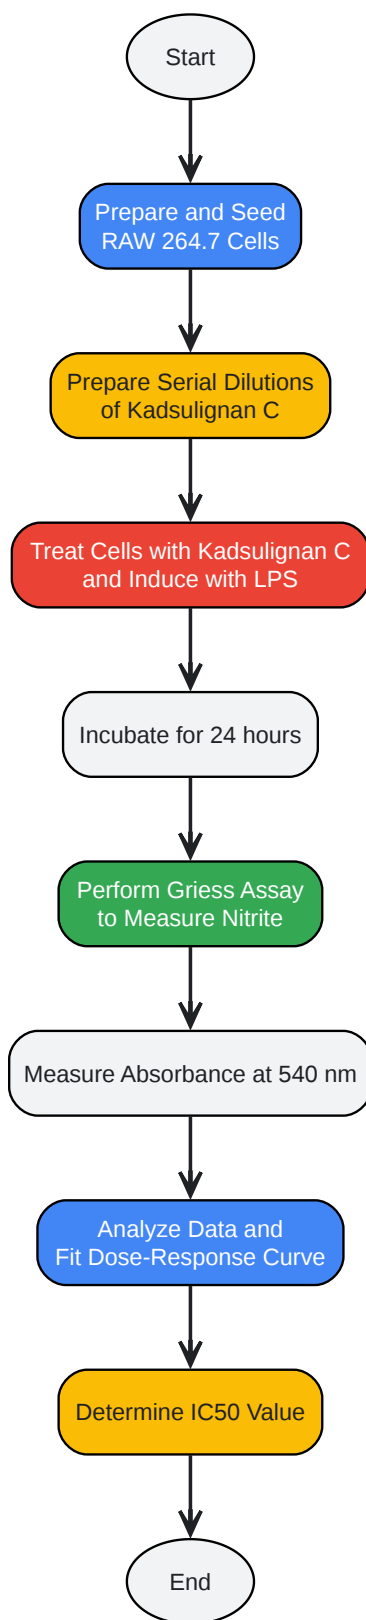 Start
Prepare and Seed
RAW 264.7 Cells
Prepare Serial Dilutions
of Kadsulignan C
Treat Cells with Kadsulignan C
and Induce with LPS
Incubate for 24 hours
Perform Griess Assay
to Measure Nitrite
Measure Absorbance at 540 nm
Analyze Data and
Fit Dose-Response Curve
Determine IC50 Value
End